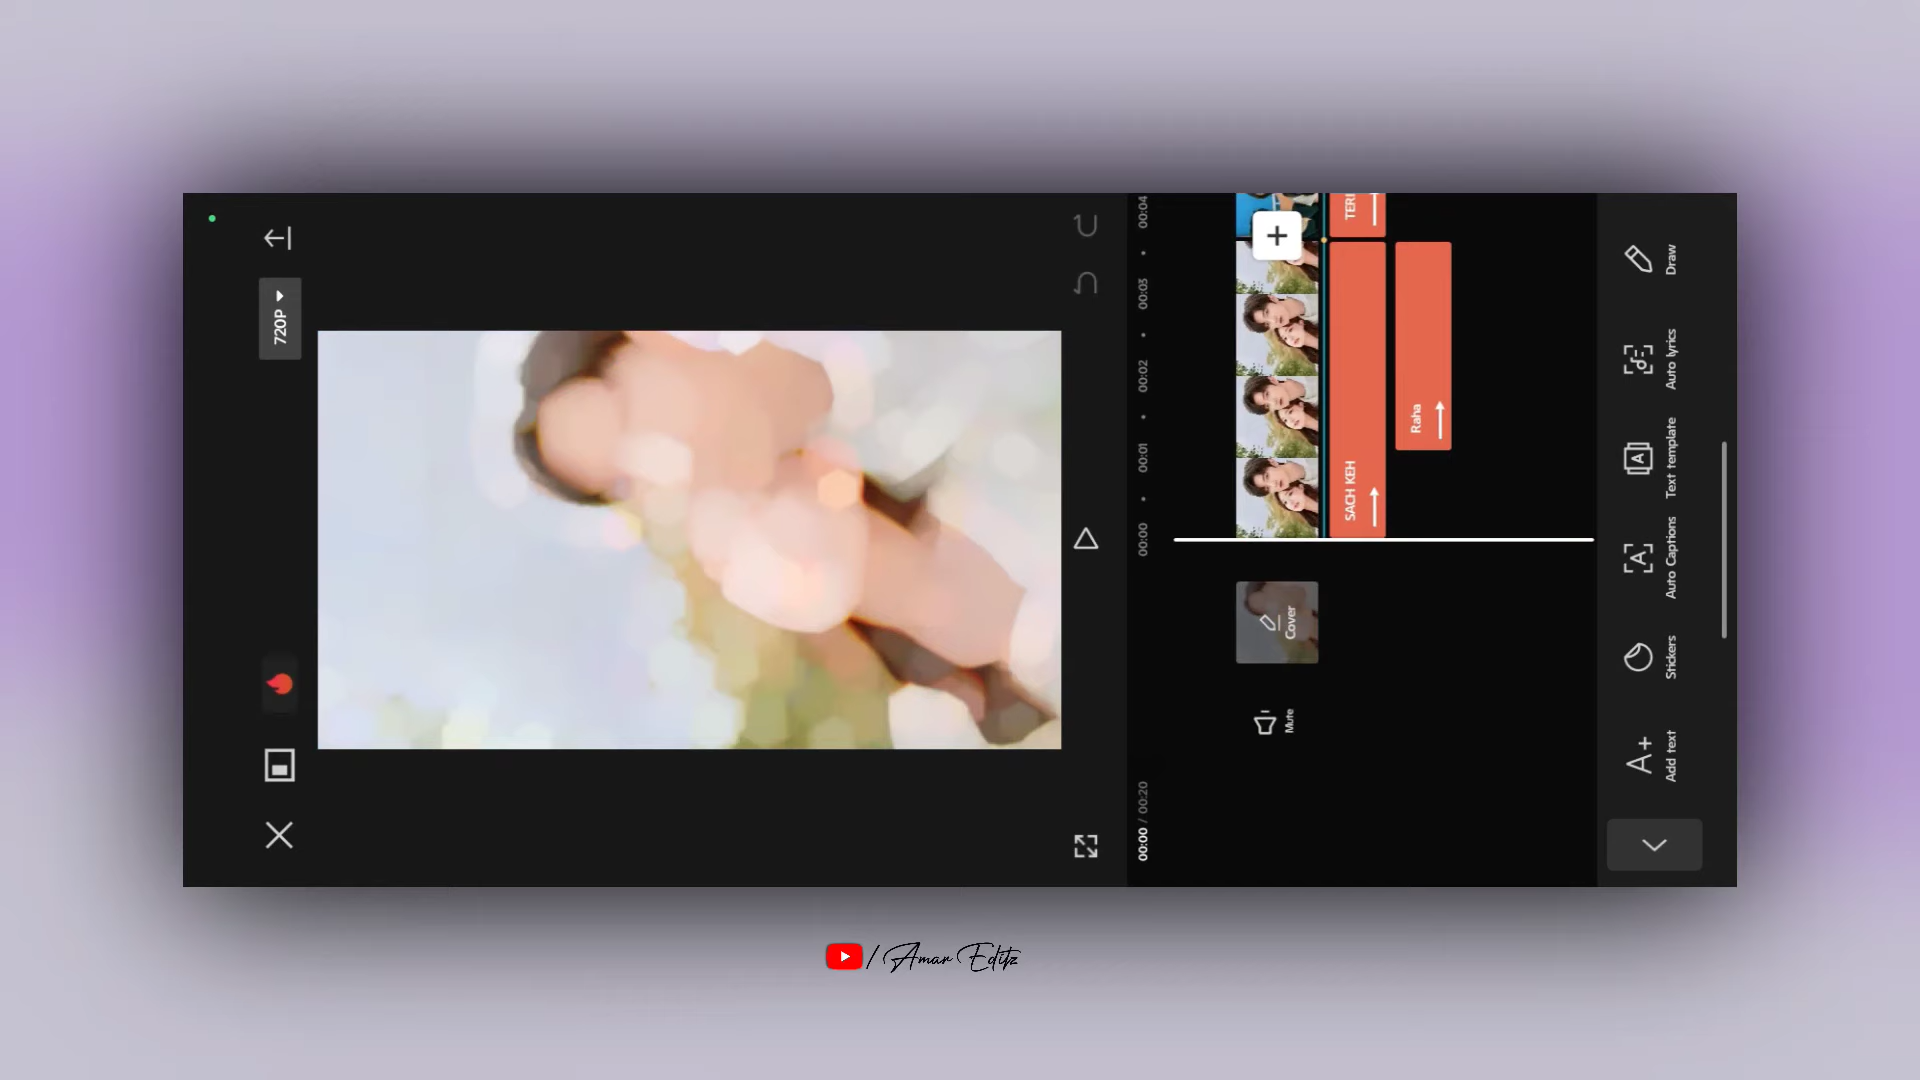 720P
00:00 / 00:20
00:00
00:01
00:02
00:03
00:04
Mute
Cover
SACH KEH
TERI
Raha
Add text
Stickers
Auto Captions
Text template
Auto lyrics
Draw
/ Amar Editz